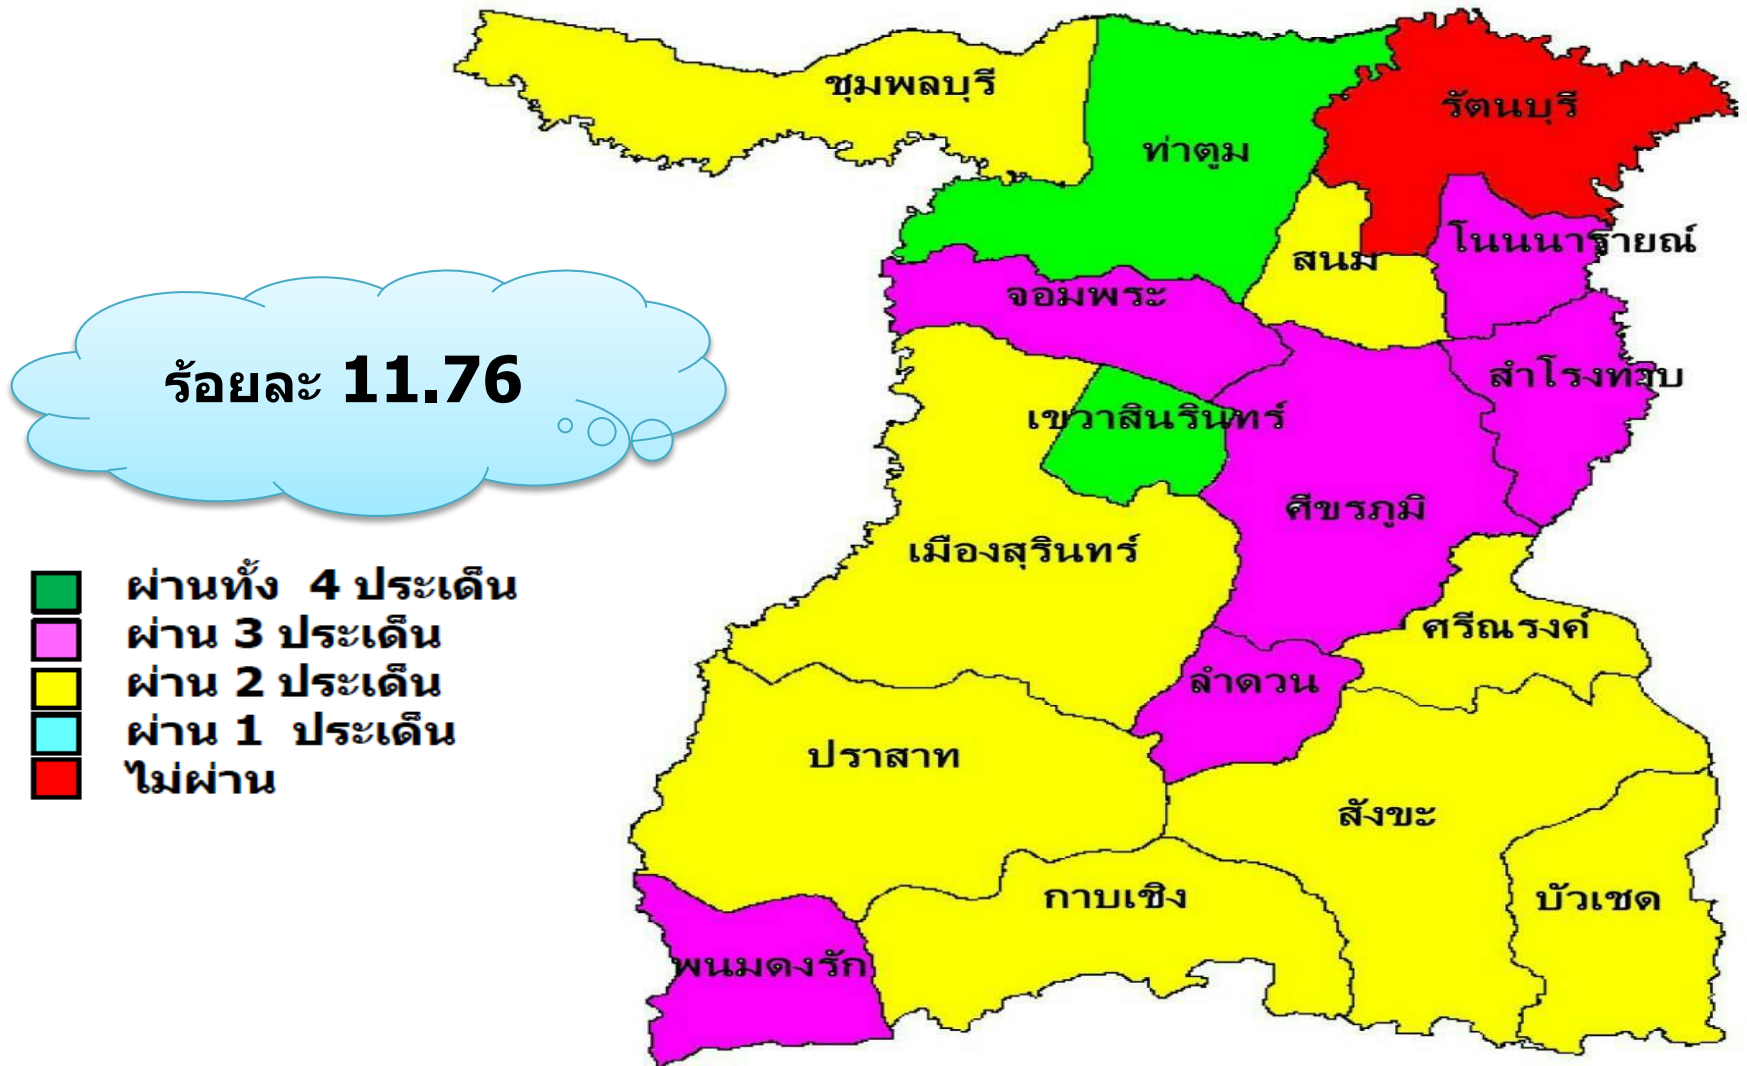 ชุมพลบุรี
รัตนบุรี
ท่าตูม
โนนนารายณ์
สนม
จอมพระ
ร้อยละ 11.76
สำโรงทาบ
เขวาสินรินทร์
ศีขรภูมิ
เมืองสุรินทร์
ผ่านทั้ง 4 ประเด็น
ผ่าน 3 ประเด็น
ผ่าน 2 ประเด็น
ผ่าน 1 ประเด็น
ไม่ผ่าน
ศรีณรงค์
ลำดวน
ปราสาท
สังขะ
กาบเชิง
บัวเชด
พนมดงรัก